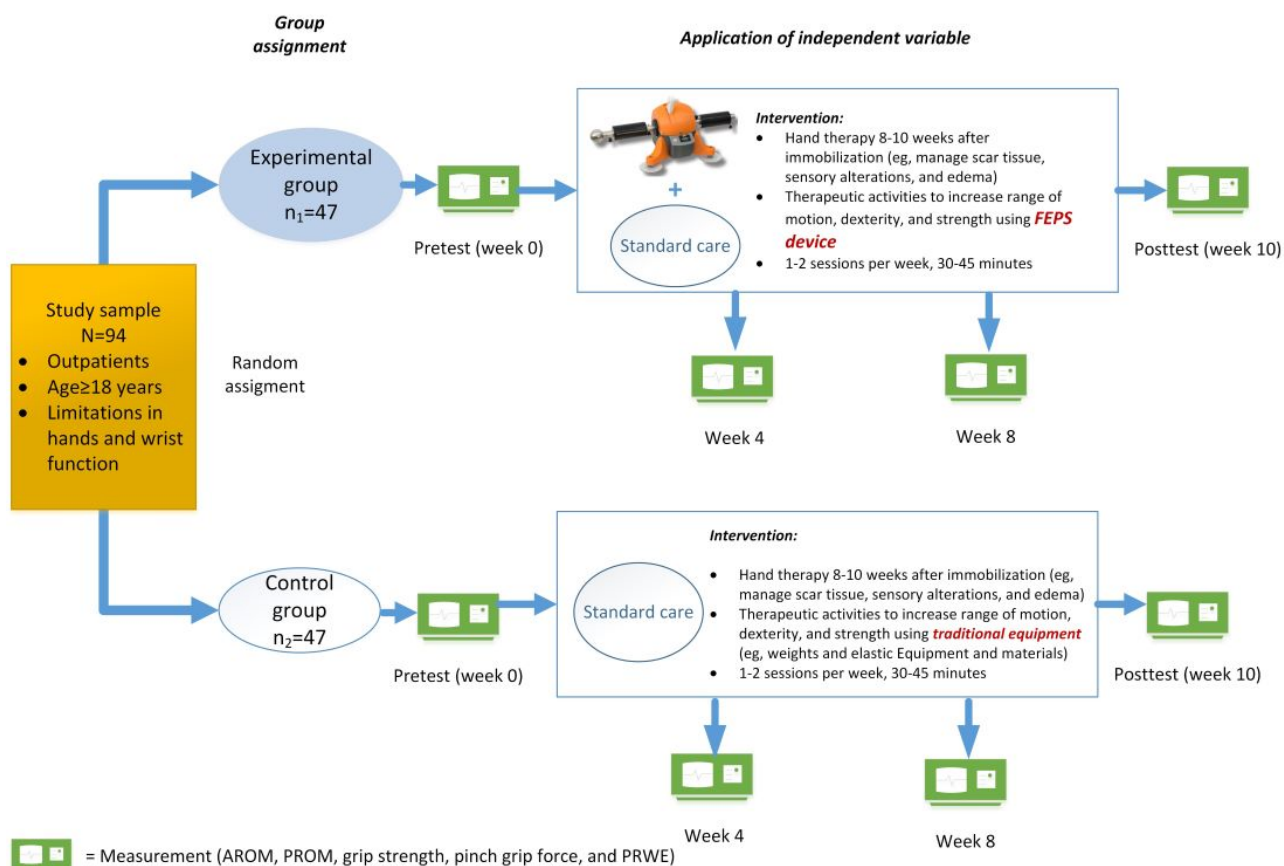 Group
assignment
Application of independent variable
Experimental
group
n₁=47
Pretest (week 0)
+
Standard care
Intervention:
• Hand therapy 8-10 weeks after
immobilization (eg, manage scar tissue,
sensory alterations, and edema)
• Therapeutic activities to increase range of
motion, dexterity, and strength using FEPS
device
• 1-2 sessions per week, 30-45 minutes
Posttest (week 10)
Week 4
Week 8
Study sample
N=94
• Outpatients
• Age≥18 years
• Limitations in
hands and wrist
function
Random
assigment
Control
group
n₂=47
Pretest (week 0)
Standard care
Intervention:
• Hand therapy 8-10 weeks after immobilization (eg,
manage scar tissue, sensory alterations, and edema)
• Therapeutic activities to increase range of motion,
dexterity, and strength using traditional equipment
(eg, weights and elastic Equipment and materials)
• 1-2 sessions per week, 30-45 minutes
Posttest (week 10)
Week 4
Week 8
= Measurement (AROM, PROM, grip strength, pinch grip force, and PRWE)